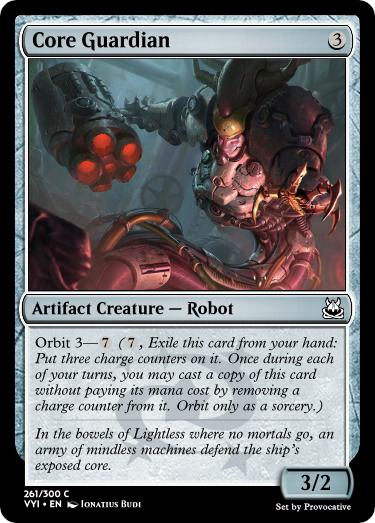 Core Guardian 3
Artifact Creature — Robot
Orbit 3—7 (7, Exile this card from your hand:
Put three charge counters on it. Once during each
of your turns, you may cast a copy of this card
without paying its mana cost by removing a
charge counter from it. Orbit only as a sorcery.)
In the bowels of Lightless where no mortals go, an
army of mindless machines defend the ship's
exposed core.
3/2
261/300 C
VYI • EN Ionatius Budi
Set by Provocative